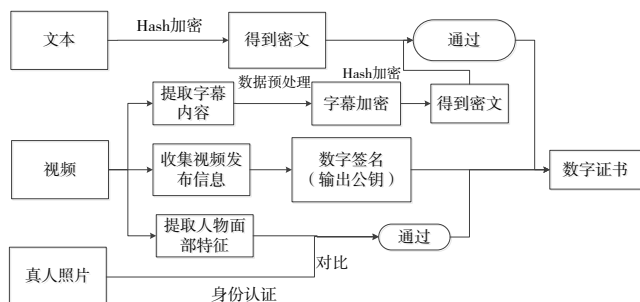 文本
Hash加密
得到密文
通过
提取字幕
内容
数据预处理
字幕加密
Hash加密
得到密文
视频
收集视频发
布信息
数字签名
（输出公钥）
数字证书
提取人物面
部特征
通过
对比
真人照片
身份认证